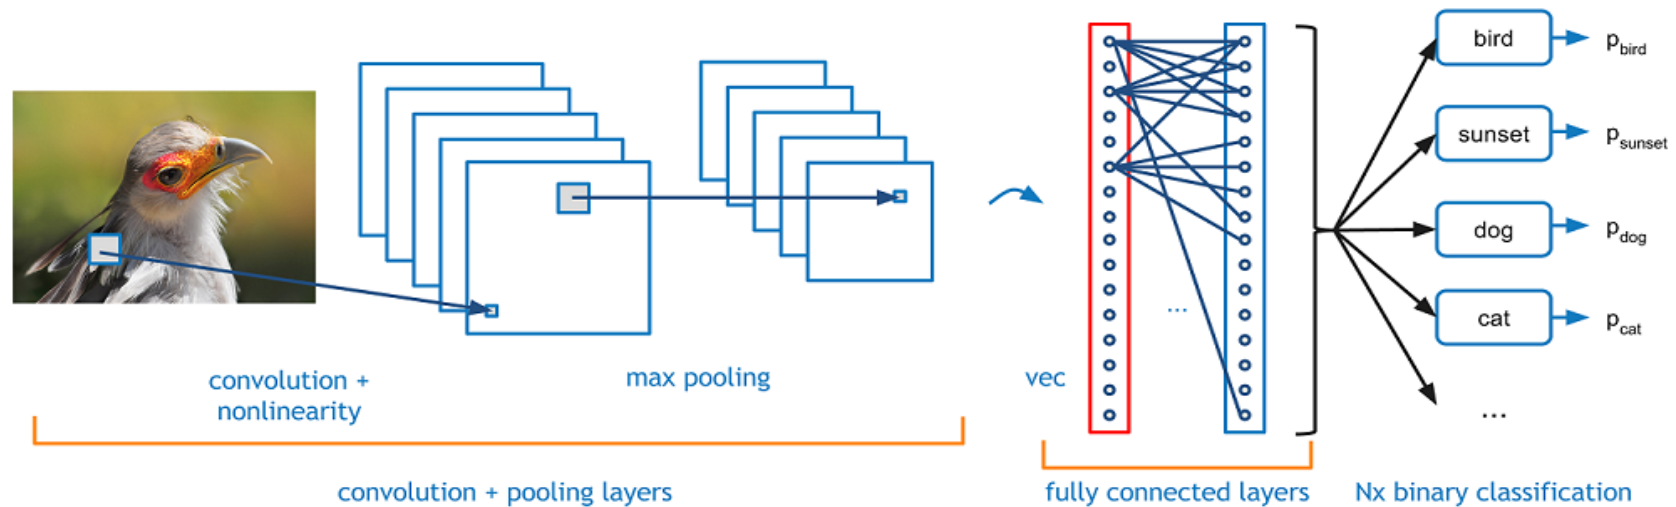 convolution +
nonlinearity
max pooling
vec
convolution + pooling layers
fully connected layers
Nx binary classification
...
bird
p_bird
sunset
p_sunset
dog
p_dog
cat
p_cat
...